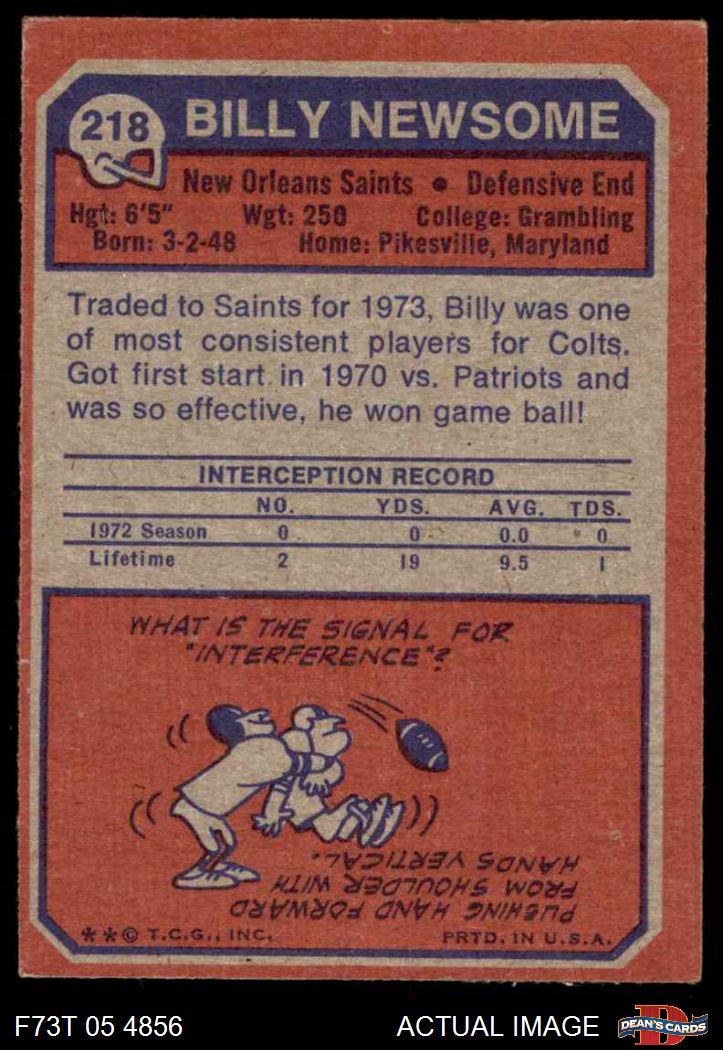 218 BILLY NEWSOME
New Orleans Saints • Defensive End
Hgt: 6'5" Wgt: 250 College: Grambling
Born: 3-2-48 Home: Pikesville, Maryland
Traded to Saints for 1973, Billy was one
of most consistent players for Colts.
Got first start in 1970 vs. Patriots and
was so effective, he won game ball!
INTERCEPTION RECORD
NO. YDS. AVG. TDS.
1972 Season 0 0 0.0 0
Lifetime 2 19 9.5 1
WHAT IS THE SIGNAL FOR
"INTERFERENCE"?
PUSHING HAND FORWARD
FROM SHOULDER WITH
HANDS VERTICAL.
**© T.C.G., INC. PRTD. IN U.S.A.
F73T 05 4856 ACTUAL IMAGE D DEAN'S CARDS